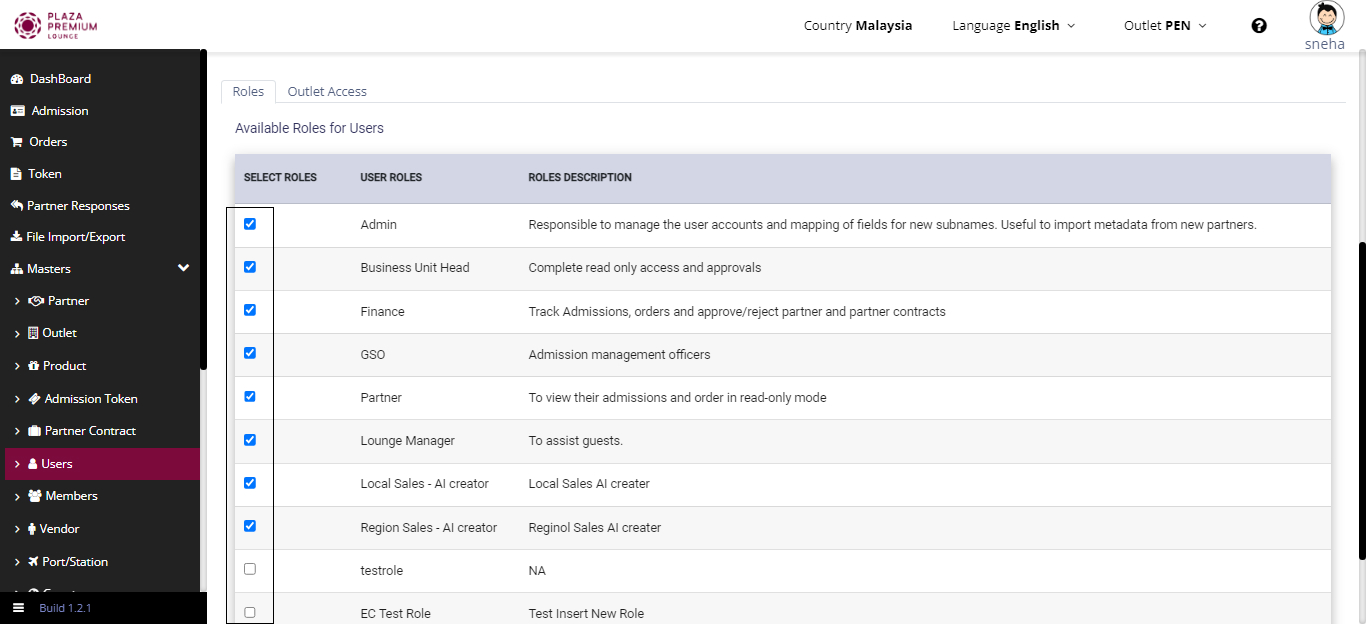 PLAZA
PREMIUM
LOUNGE
Country Malaysia
Language English
Outlet PEN
?
sneha
DashBoard
Admission
Orders
Token
Partner Responses
File Import/Export
Masters
Partner
Outlet
Product
Admission Token
Partner Contract
Users
Members
Vendor
Port/Station
Build 1.2.1
Roles
Outlet Access
Available Roles for Users
SELECT ROLES USER ROLES ROLES DESCRIPTION
Admin Responsible to manage the user accounts and mapping of fields for new subnames. Useful to import metadata from new partners.
Business Unit Head Complete read only access and approvals
Finance Track Admissions, orders and approve/reject partner and partner contracts
GSO Admission management officers
Partner To view their admissions and order in read-only mode
Lounge Manager To assist guests.
Local Sales - AI creator Local Sales AI creater
Region Sales - AI creator Reginol Sales AI creater
testrole NA
EC Test Role Test Insert New Role